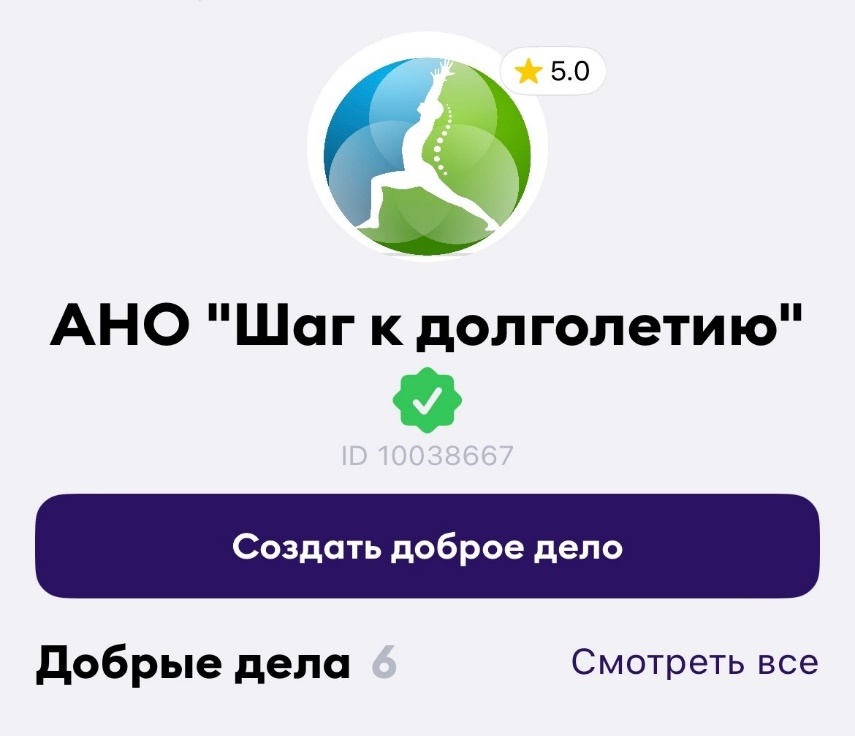 5.0
АНО "Шаг к долголетию"
ID 10038667
Создать доброе дело
Добрые дела 6
Смотреть все